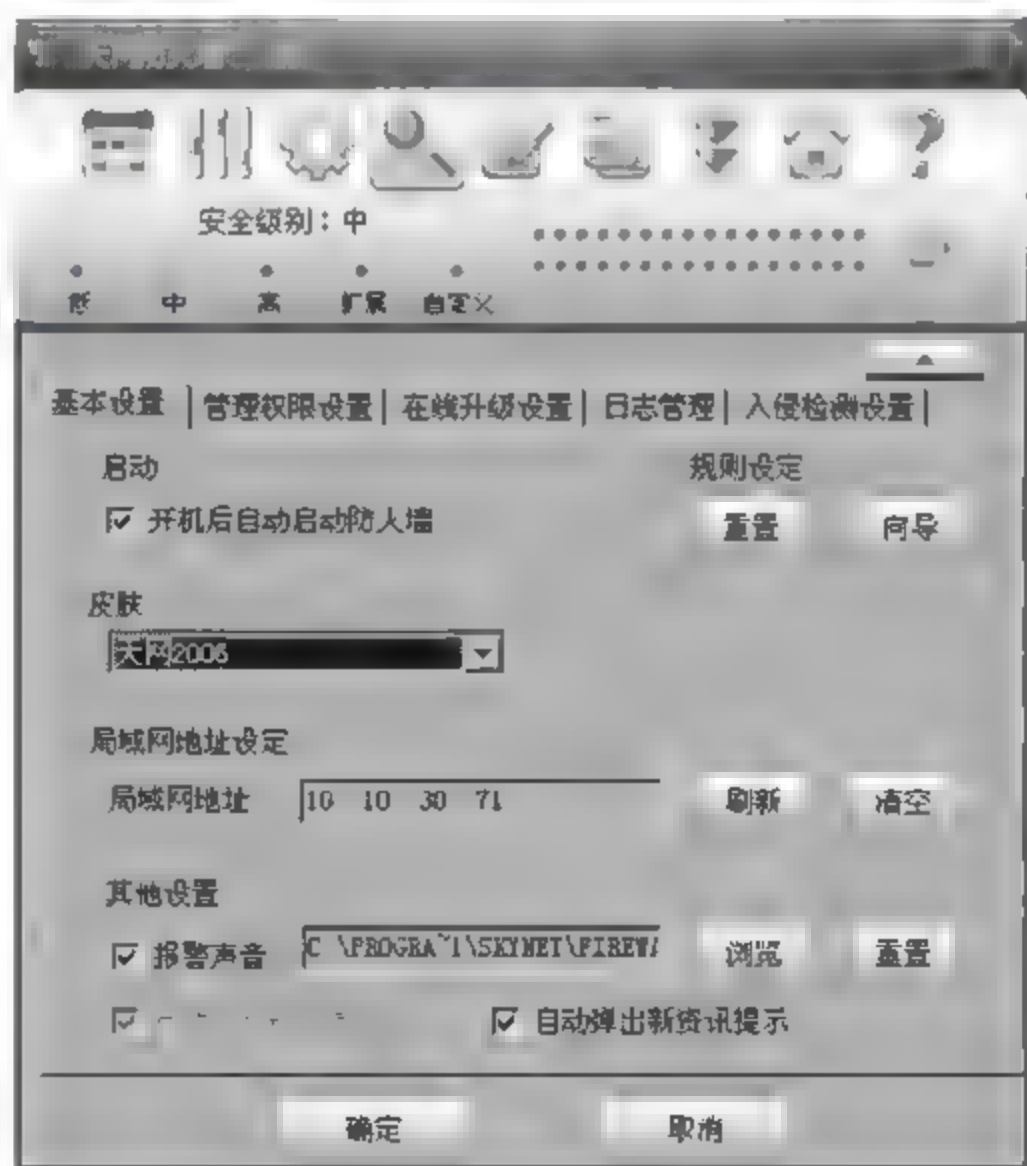 安全级别：中
低 中 高 扩展 自定义
基本设置 管理权限设置 在线升级设置 日志管理 入侵检测设置
启动 规则设定
开机后自动启动防火墙 重置 向导
皮肤
天网2006
局域网地址设定
局域网地址 10 10 30 71 刷新 清空
其他设置
报警声音 C \PROGRA~1\SKYNET\FIREWA 浏览 重置
自动弹出新资讯提示
确定 取消